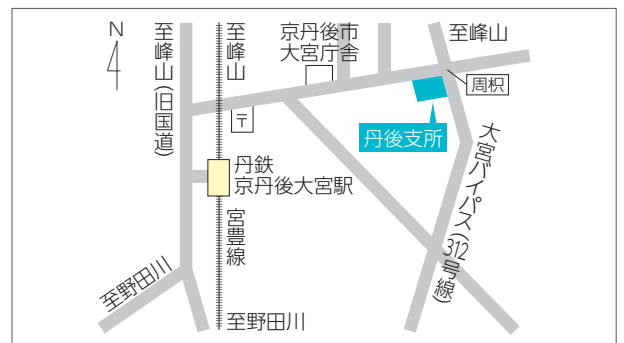 N
至峰山(旧国道)
至峰山
京丹後市
大宮庁舎
至峰山
周枳
〒
丹後支所
丹鉄
京丹後大宮駅
大宮バイパス(312号線)
宮豊線
至野田川
至野田川